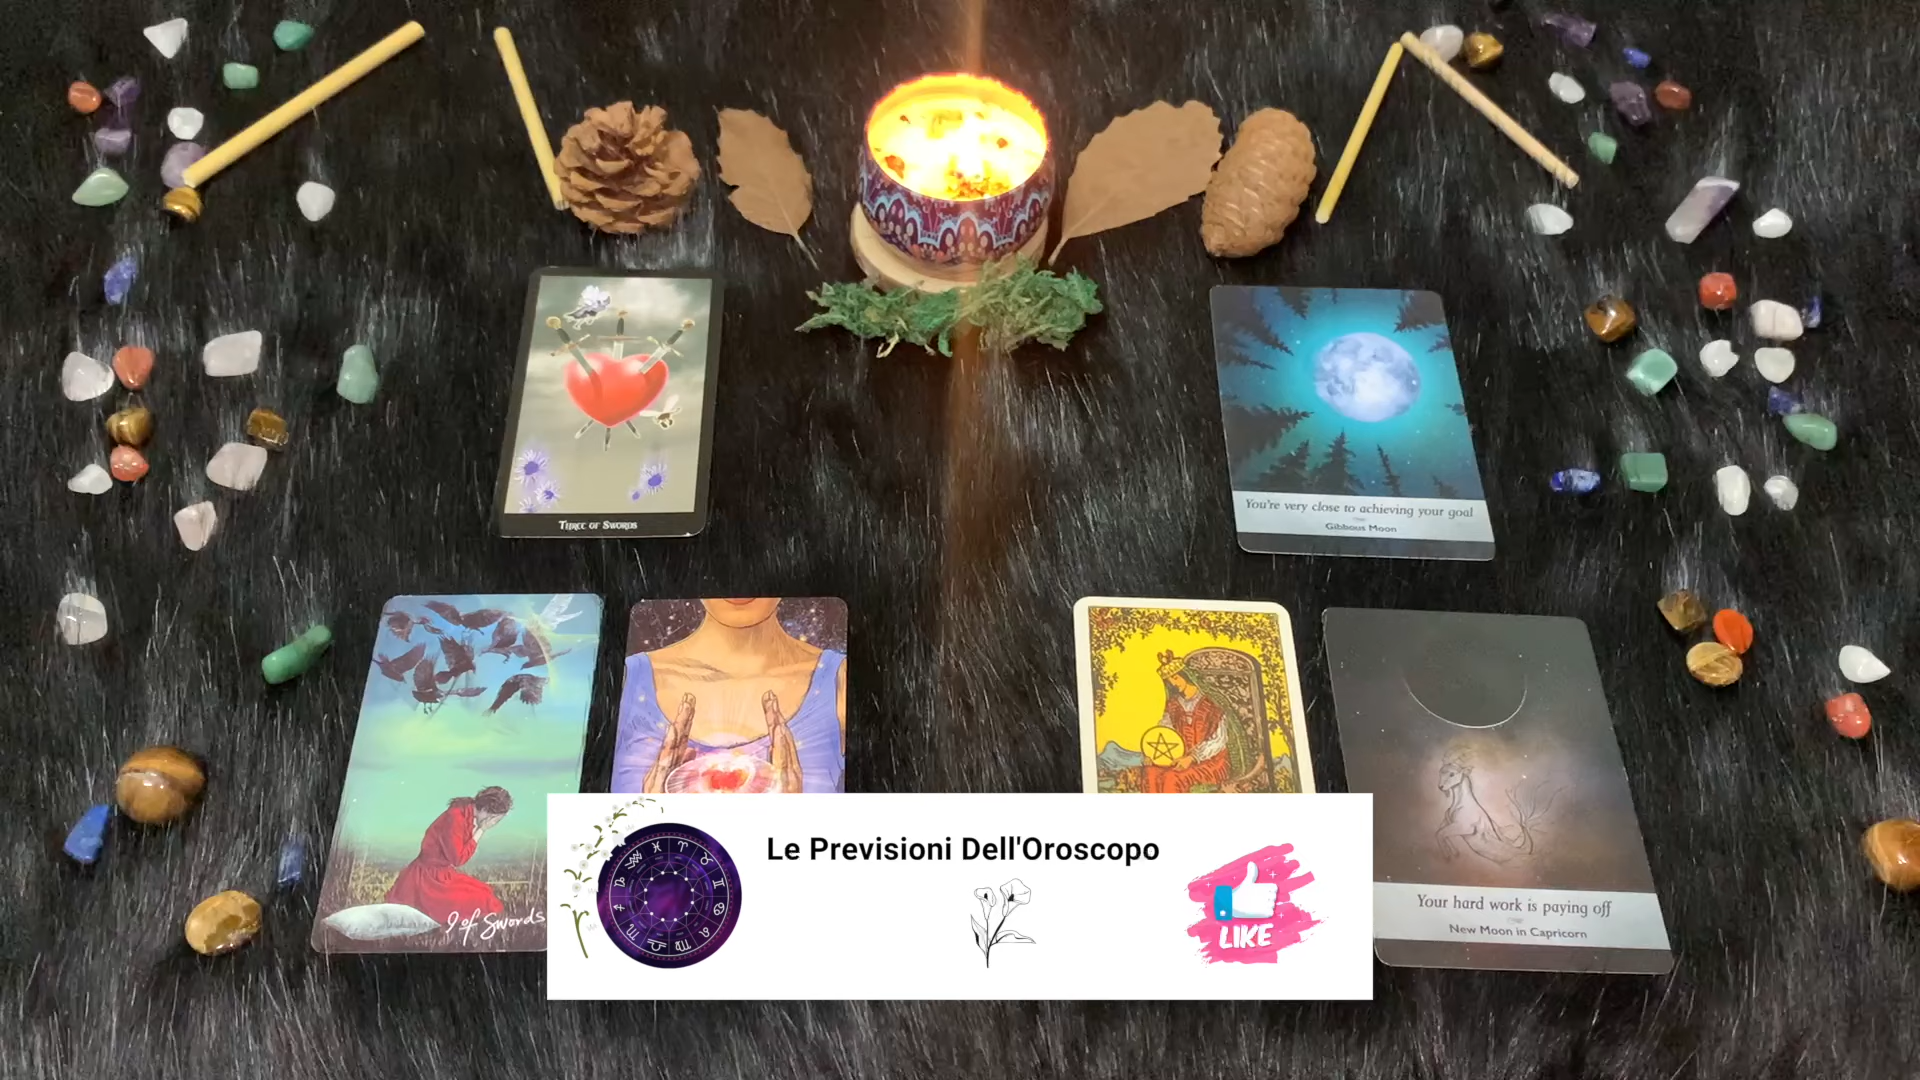 Three of Swords
You're very close to achieving your goal
Gibbous Moon
9 of Swords
Le Previsioni Dell'Oroscopo
LIKE
Your hard work is paying off
New Moon in Capricorn